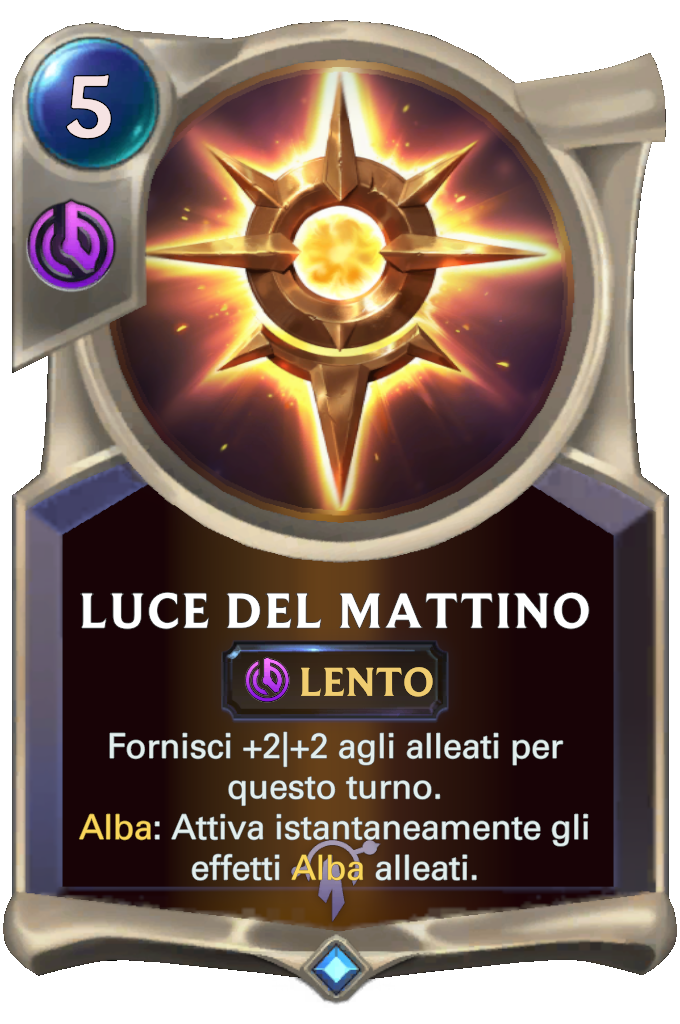 5
LUCE DEL MATTINO
LENTO
Fornisci +2|+2 agli alleati per
questo turno.
Alba: Attiva istantaneamente gli
effetti Alba alleati.